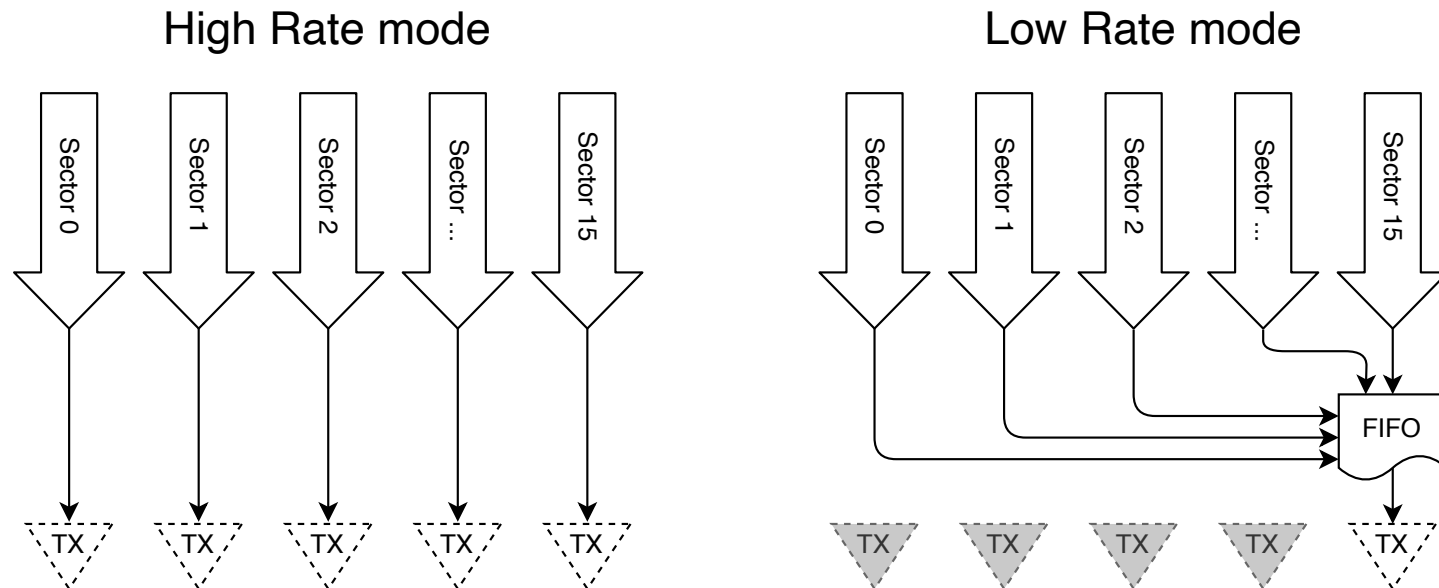 High Rate mode
Sector 0
Sector 1
Sector 2
Sector ...
Sector 15
TX
TX
TX
TX
TX
Low Rate mode
Sector 0
Sector 1
Sector 2
Sector ...
Sector 15
FIFO
TX
TX
TX
TX
TX